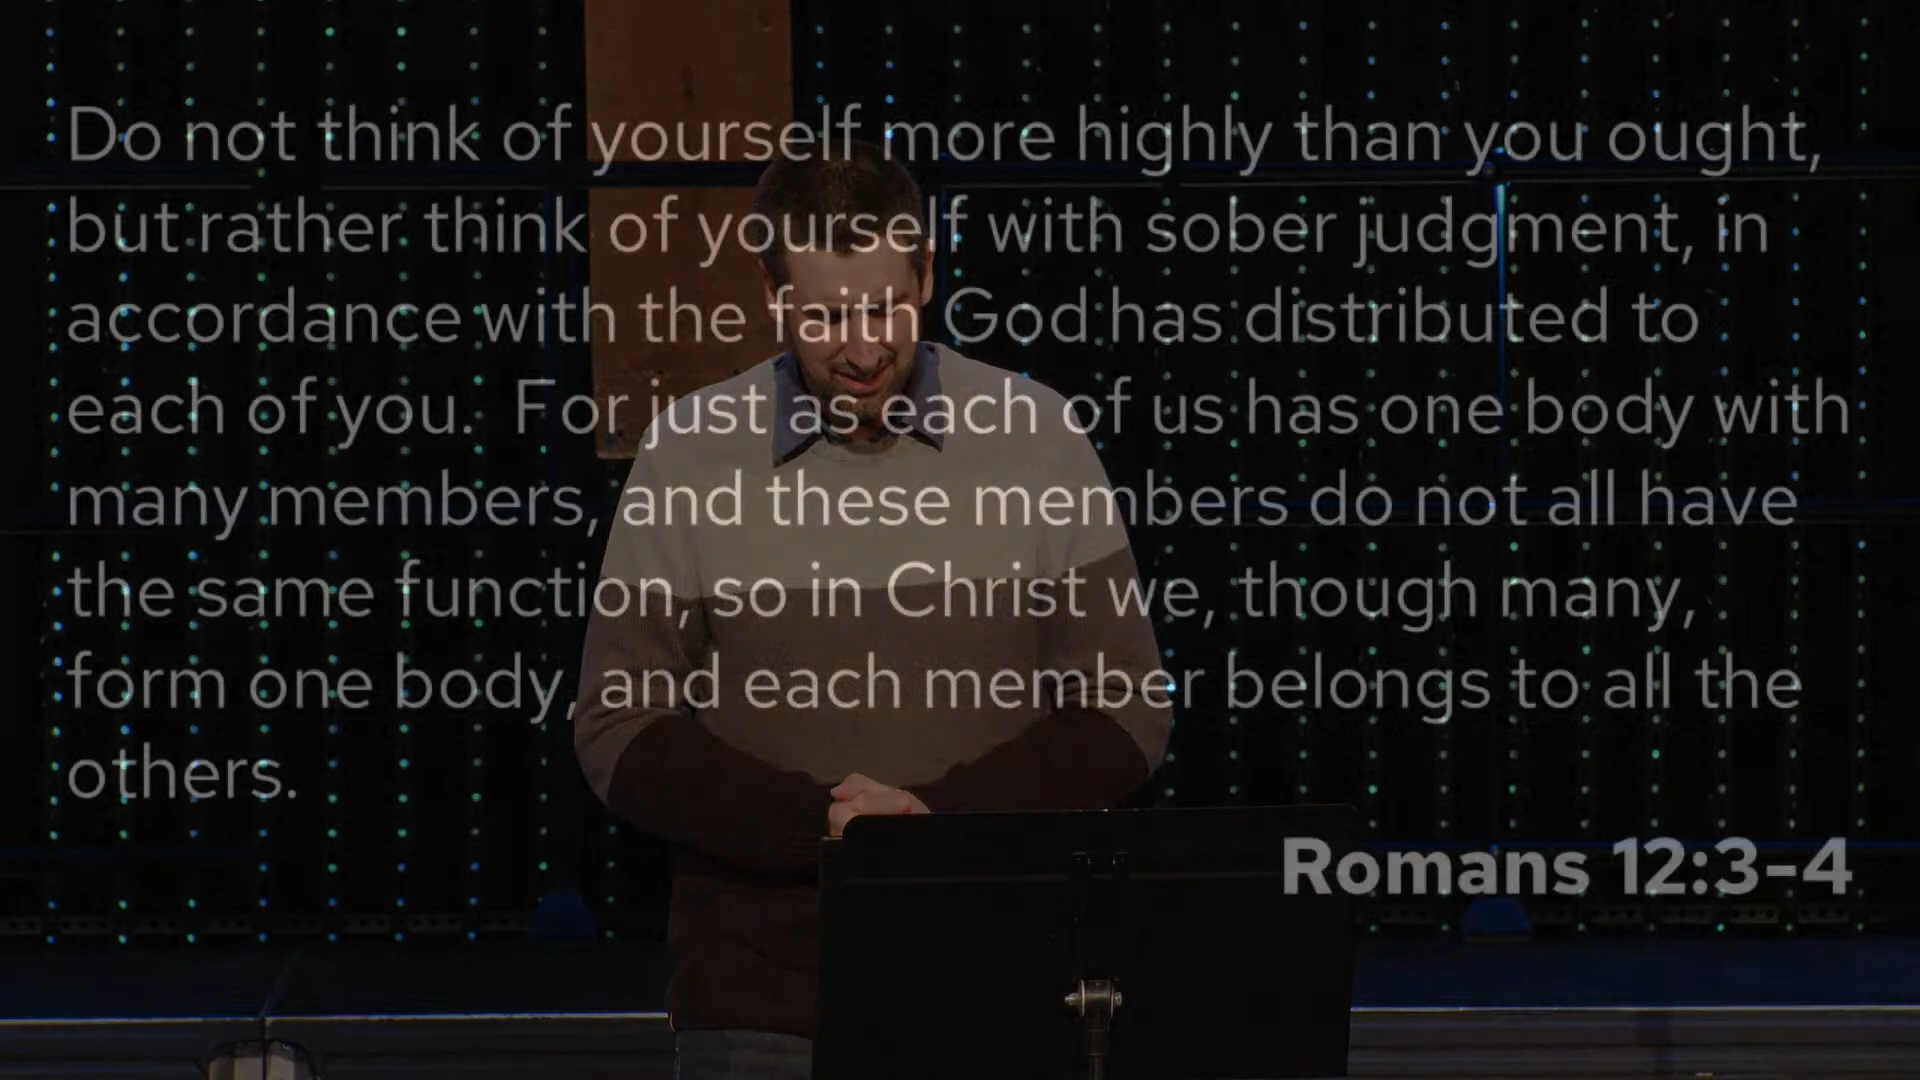 Do not think of yourself more highly than you ought,
but rather think of yourself with sober judgment, in
accordance with the faith God has distributed to
each of you.  For just as each of us has one body with
many members, and these members do not all have
the same function, so in Christ we, though many,
form one body, and each member belongs to all the
others.
Romans 12:3-4